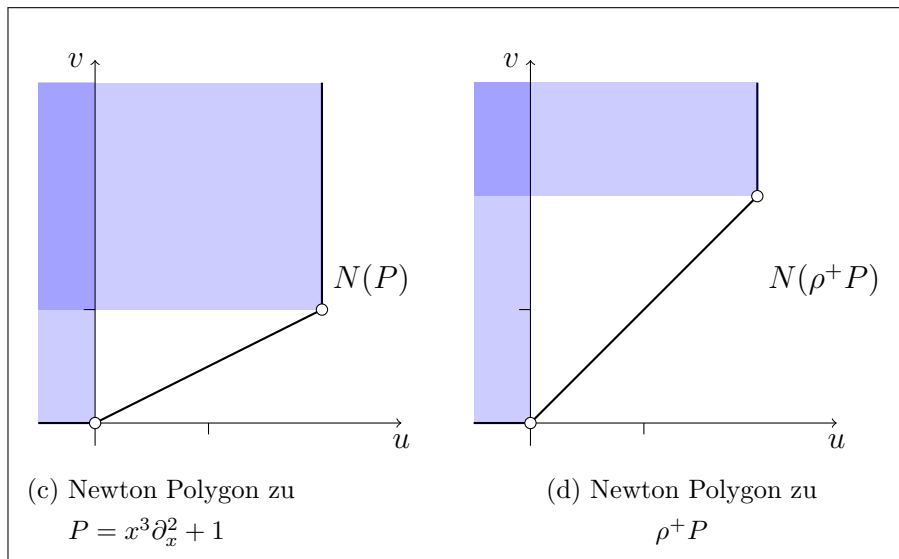 v
v
N(P)
N(ρ⁺P)
u
u
(c) Newton Polygon zu
P = x³∂ₓ² + 1
(d) Newton Polygon zu
ρ⁺P